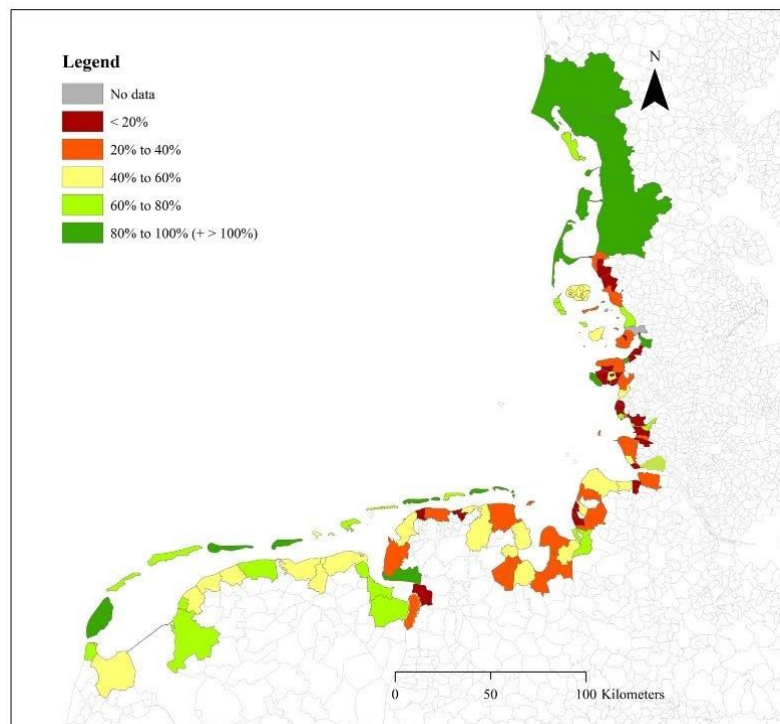 Legend
N
No data
< 20%
20% to 40%
40% to 60%
60% to 80%
80% to 100% (+ > 100%)
0 50 100 Kilometers